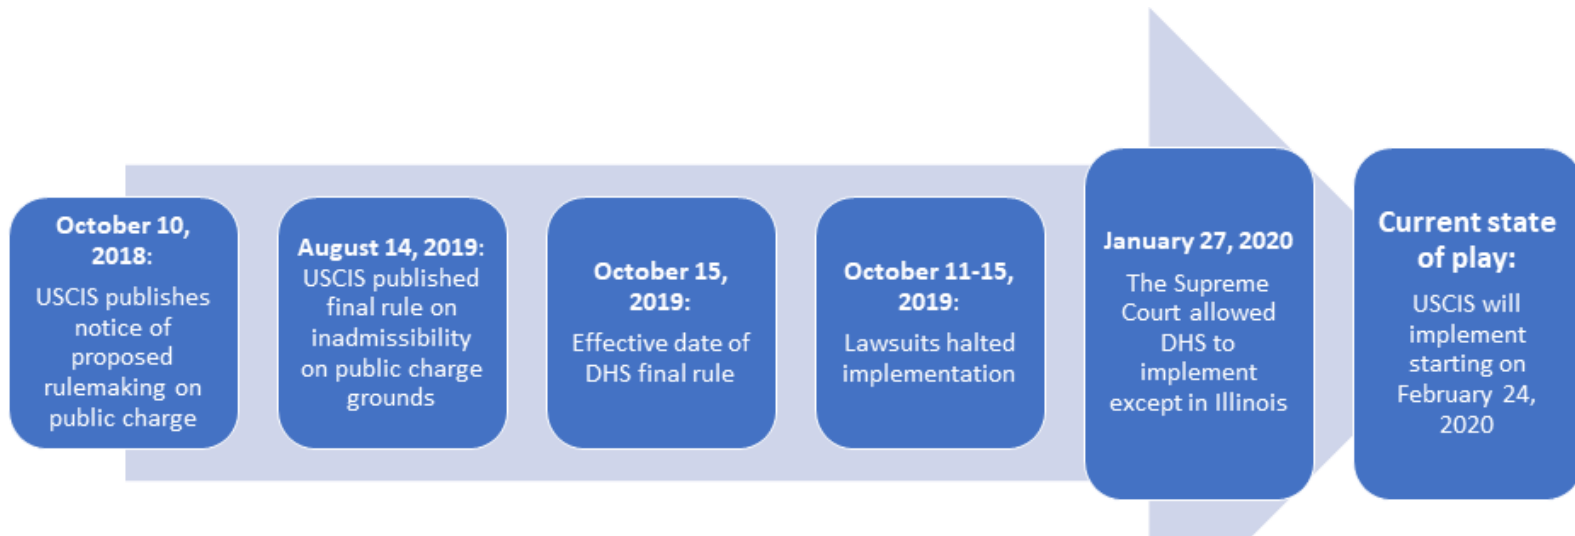 October 10,
2018:
USCIS publishes
notice of
proposed
rulemaking on
public charge
August 14, 2019:
USCIS published
final rule on
inadmissibility
on public charge
grounds
October 15,
2019:
Effective date of
DHS final rule
October 11-15,
2019:
Lawsuits halted
implementation
January 27, 2020
The Supreme
Court allowed
DHS to
implement
except in Illinois
Current state
of play:
USCIS will
implement
starting on
February 24,
2020